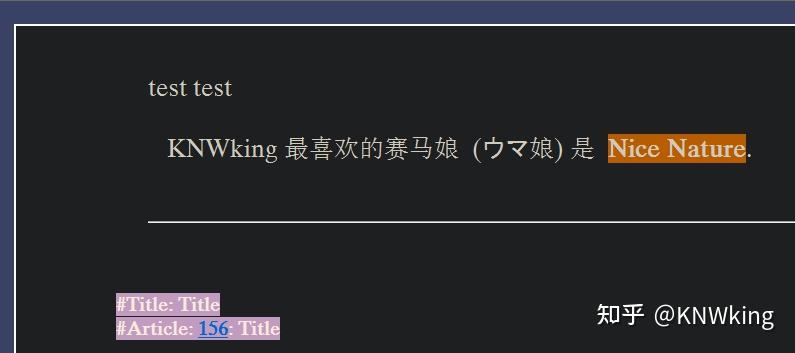 test test
KNWking 最喜欢的赛马娘 (ウマ娘) 是 Nice Nature.
#Title: Title
#Article: 156: Title
知乎 @KNWking